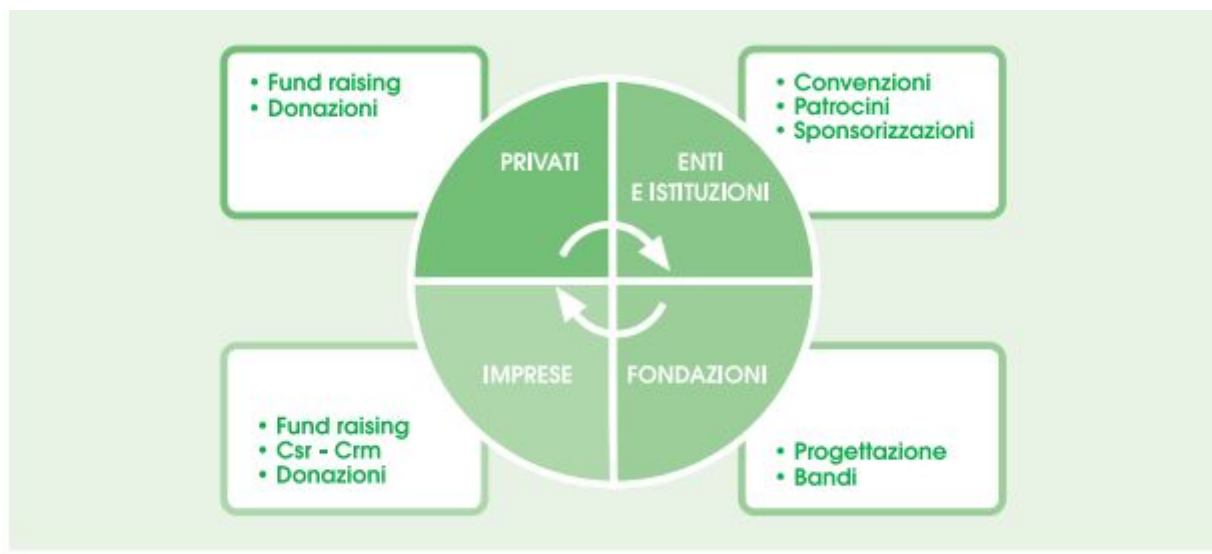 • Fund raising
• Donazioni
• Convenzioni
• Patrocini
• Sponsorizzazioni
PRIVATI
ENTI
E ISTITUZIONI
IMPRESE
FONDAZIONI
• Fund raising
• Csr - Crm
• Donazioni
• Progettazione
• Bandi